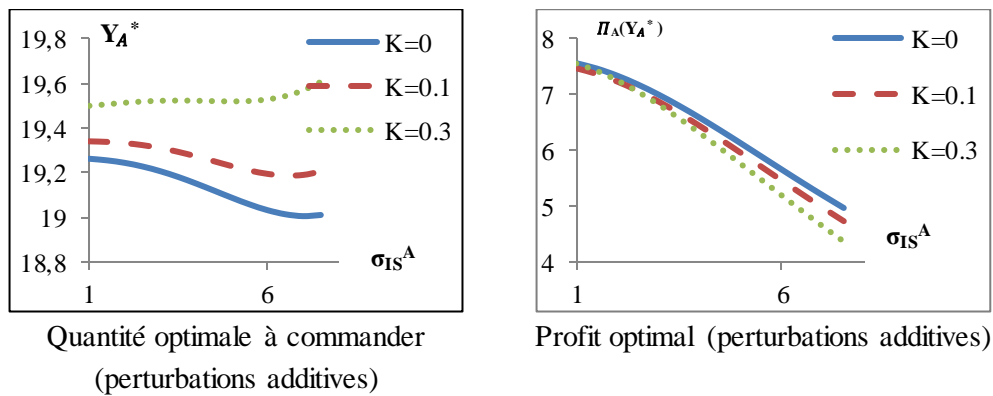 Y_A*
19,8
19,6
19,4
19,2
19
18,8
1
6
σ_IS^A
K=0
K=0.1
K=0.3
Quantité optimale à commander
(perturbations additives)
Π_A(Y_A*)
8
7
6
5
4
1
6
σ_IS^A
K=0
K=0.1
K=0.3
Profit optimal (perturbations additives)